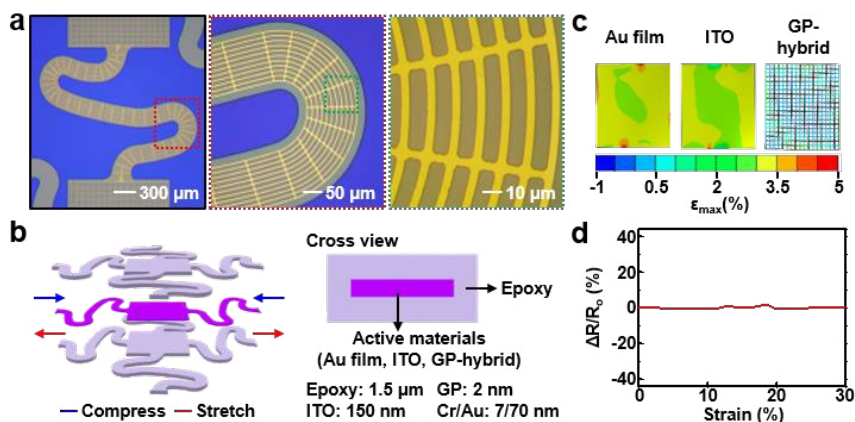 a
300 μm
50 μm
10 μm
b
Cross view
Epoxy
Active materials
(Au film, ITO, GP-hybrid)
Epoxy: 1.5 μm GP: 2 nm
ITO: 150 nm Cr/Au: 7/70 nm
Compress Stretch
c
Au film ITO GP-
hybrid
-1 0.5 2 3.5 5
εmax(%)
d
ΔR/Ro (%)
40
20
0
-20
-40
0 10 20 30
Strain (%)